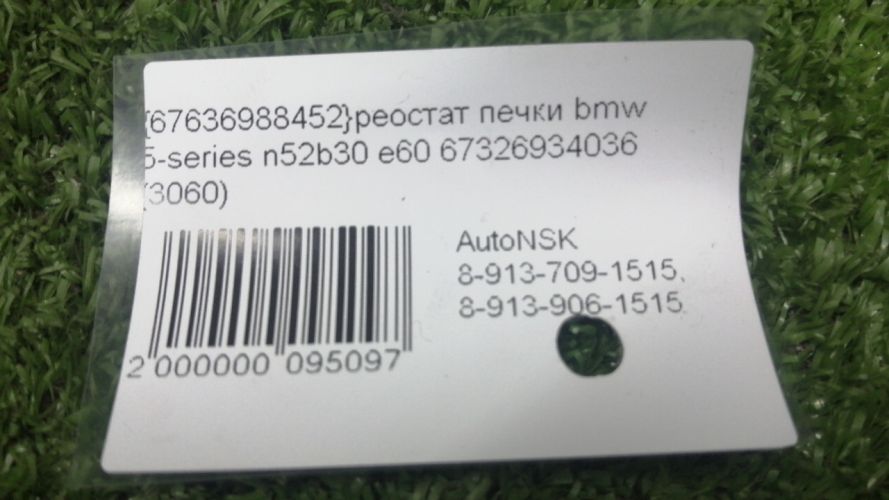 {67636988452}реостат печки bmw
5-series n52b30 e60 67326934036
(3060)
AutoNSK
8-913-709-1515,
8-913-906-1515.
2 000000 095097